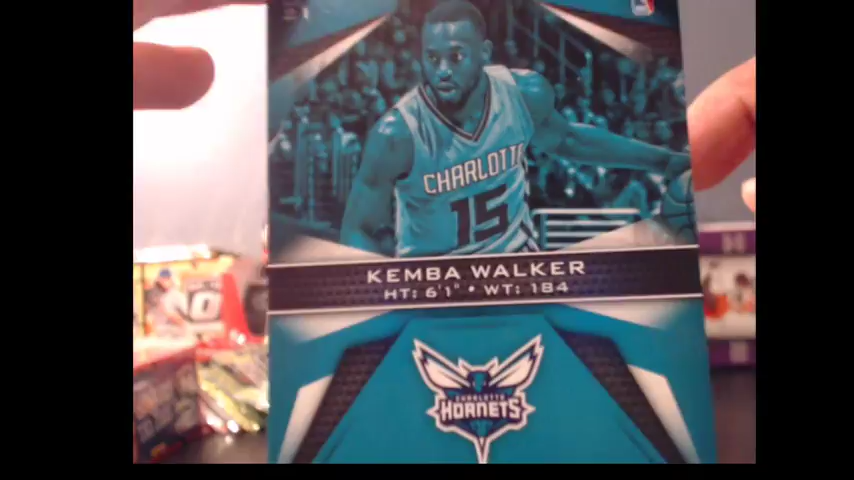 CHARLOTTE
15
KEMBA WALKER
HT: 6'1" • WT: 184
CHARLOTTE
HORNETS